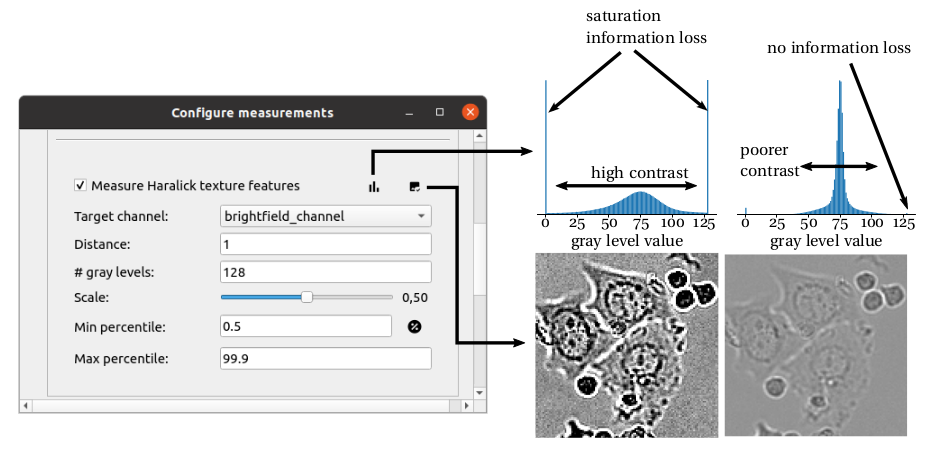 saturation
information loss
no information loss
Configure measurements
poorer
contrast
high contrast
Measure Haralick texture features
Target channel: brightfield_channel
Distance: 1
# gray levels: 128
Scale: 0,50
Min percentile: 0.5
Max percentile: 99.9
0 25 50 75 100 125
gray level value
0 25 50 75 100 125
gray level value